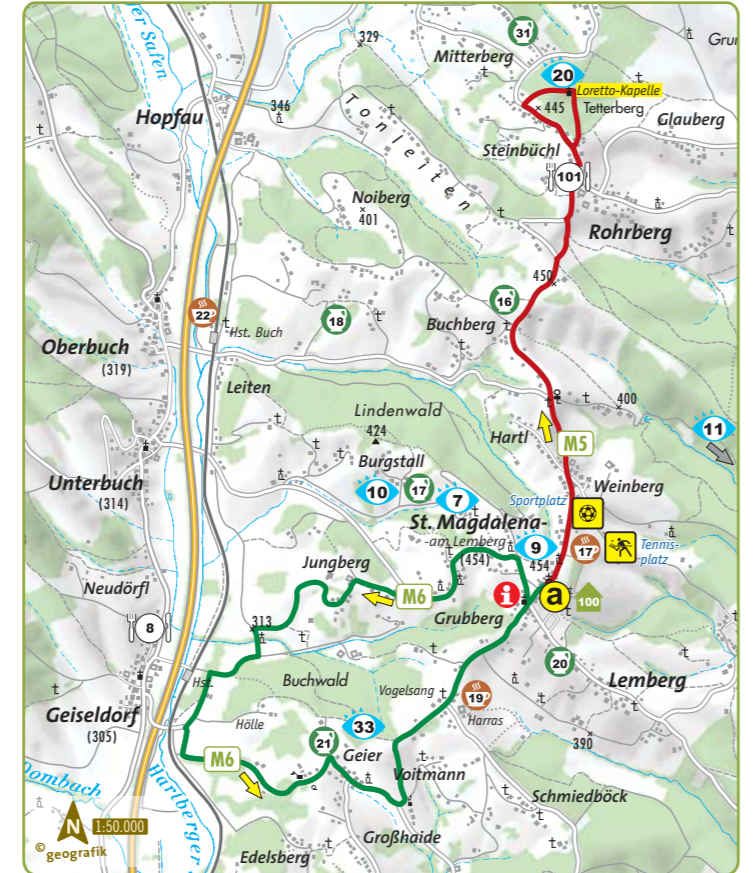 31
Mitterberg
329
20
Loretto-Kapelle
445
Tetterberg
Glauberg
346
Hopfau
Tonleiten
Steinbüchl
101
Noiberg
401
Rohrberg
450
16
22
Hst. Buch
18
Buchberg
Oberbuch
(319)
Leiten
Lindenwald
424
400
11
Hartl
M5
Burgstall
Unterbuch
(314)
10
17
7
Weinberg
Sportplatz
St. Magdalena-
-am Lemberg
(454)
9
454
17
Tennis-
platz
Jungberg
Neudörfl
M6
i
a
100
Grubberg
8
313
20
Lemberg
Hst.
Buchwald
Vogelsang
19
Harras
Geiseldorf
(305)
Hölle
33
21
Geier
390
M6
Voitmann
Schmiedböck
Dombach
Hartberger
N
1:50.000
© geografik
Großhaide
Edelsberg